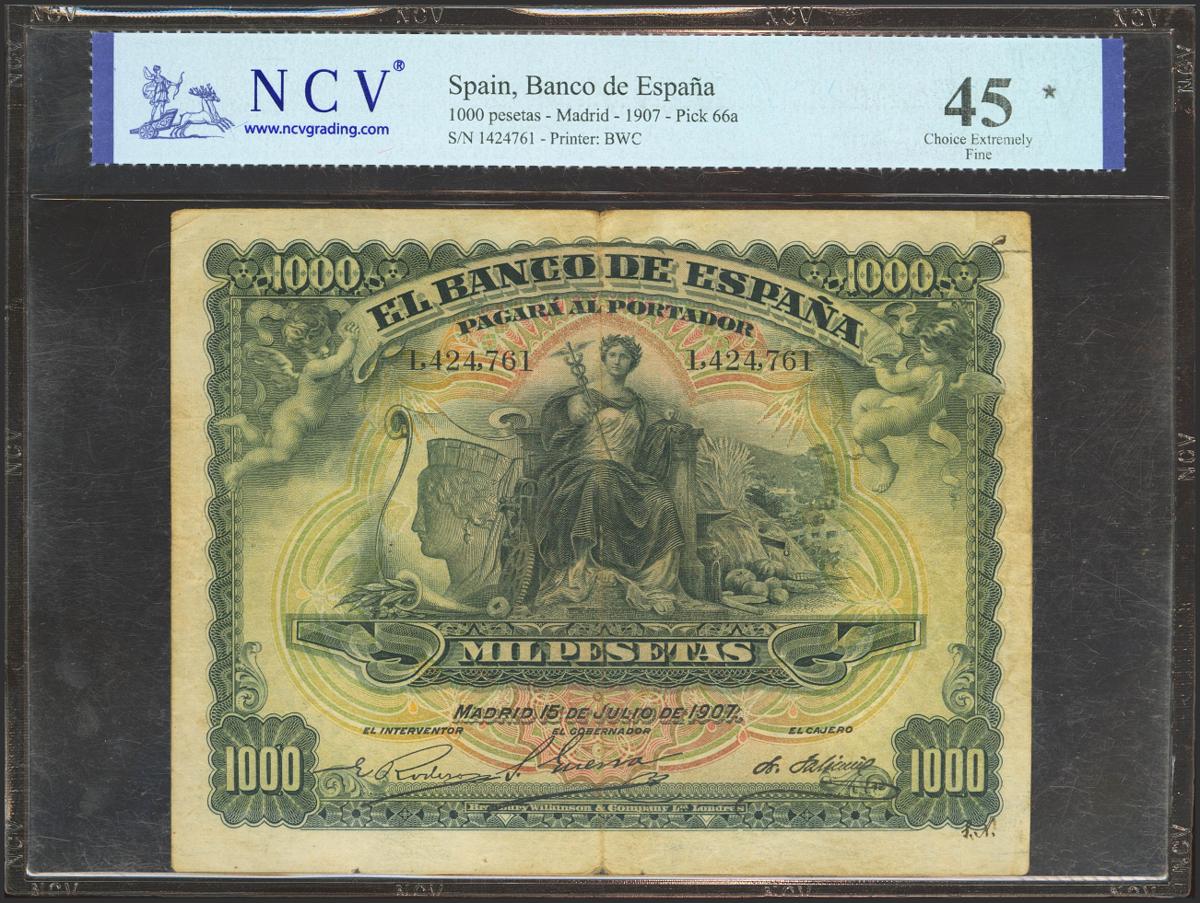 NCV®
www.ncvgrading.com
Spain, Banco de España
1000 pesetas - Madrid - 1907 - Pick 66a
S/N 1424761 - Printer: BWC
45 *
Choice Extremely
Fine
1000 1000
EL BANCO DE ESPAÑA
PAGARÁ AL PORTADOR
1,424,761 1,424,761
MIL PESETAS
MADRID 15 DE JULIO DE 1907.
EL INTERVENTOR EL GOBERNADOR EL CAJERO
1000 1000
Wilkinson & Company Ld. Londres
NCV